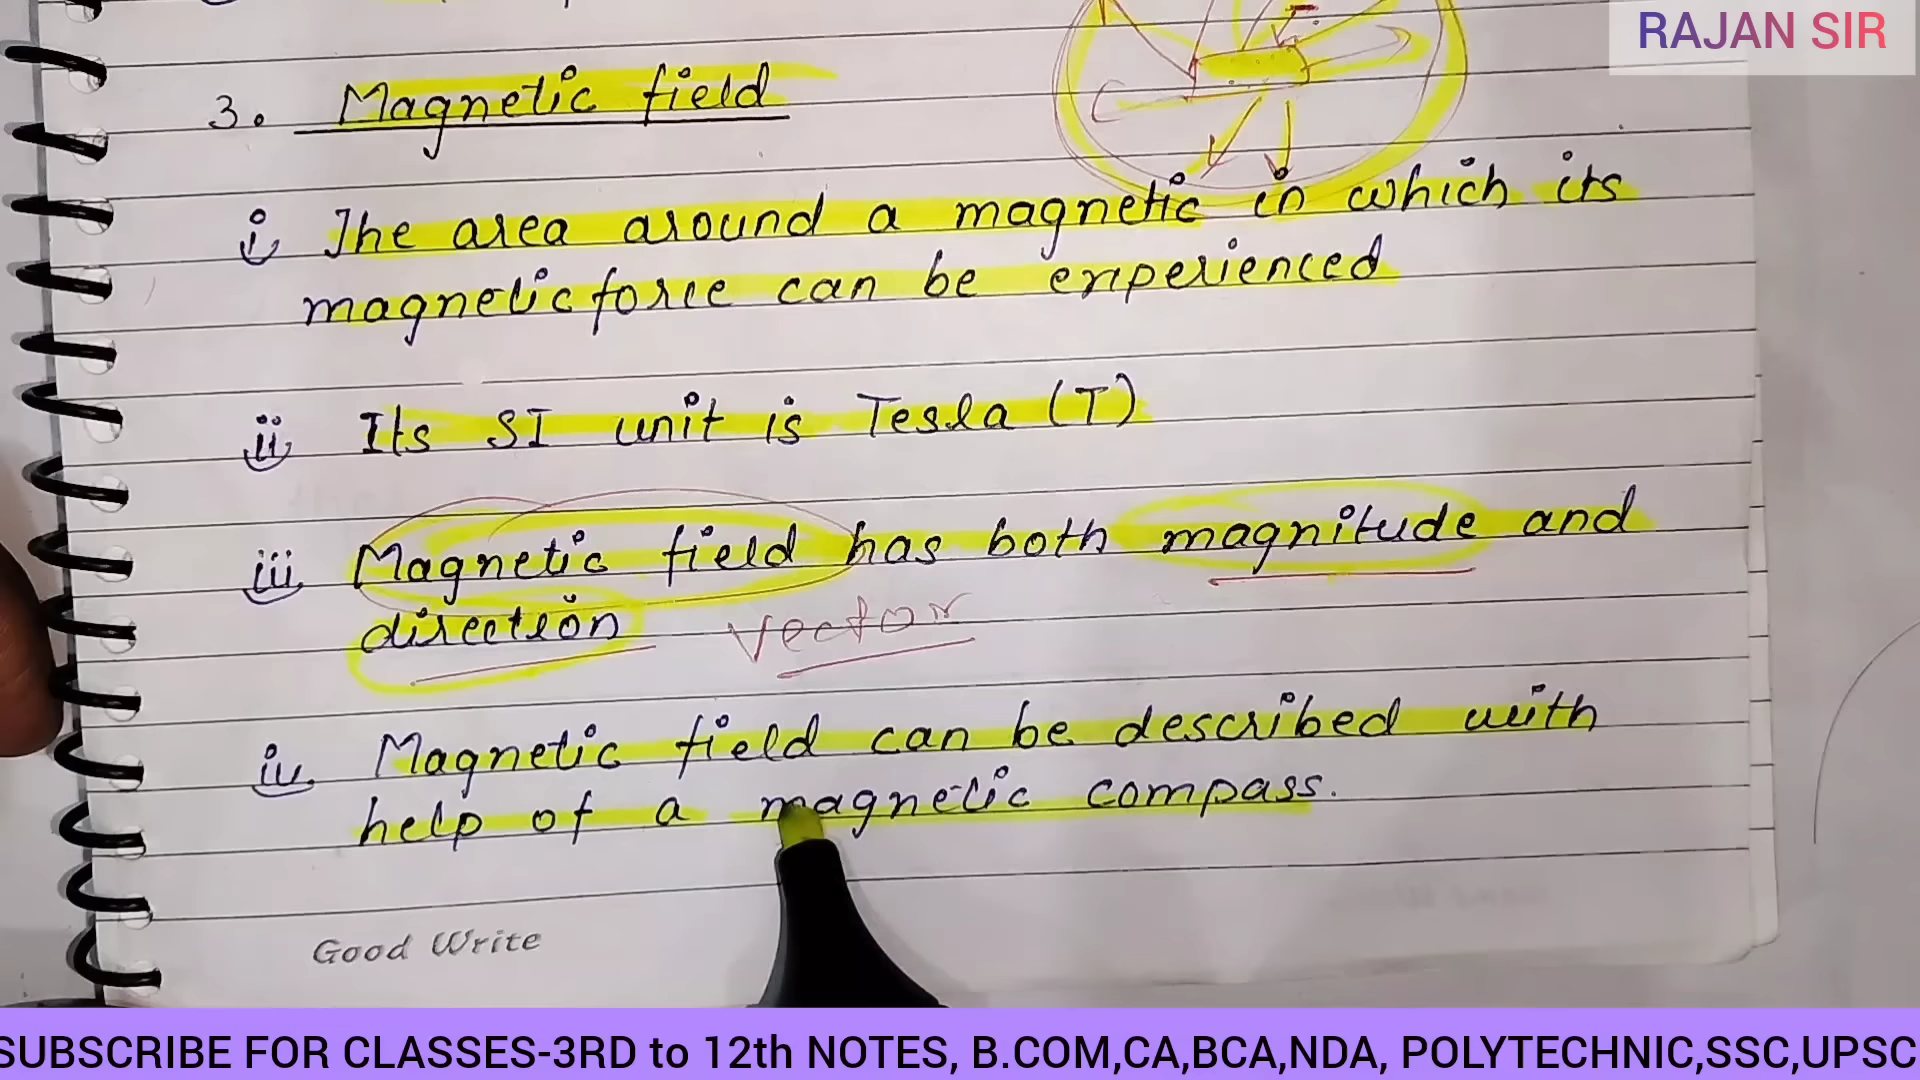 RAJAN SIR
3. Magnetic field
i, The area around a magnetic in which its
magnetic force can be experienced
ii, Its SI unit is Tesla (T)
iii, Magnetic field has both magnitude and
direction Vector
iv. Magnetic field can be described with
help of a magnetic compass.
Good Write
SUBSCRIBE FOR CLASSES-3RD to 12th NOTES, B.COM,CA,BCA,NDA, POLYTECHNIC,SSC,UPSC